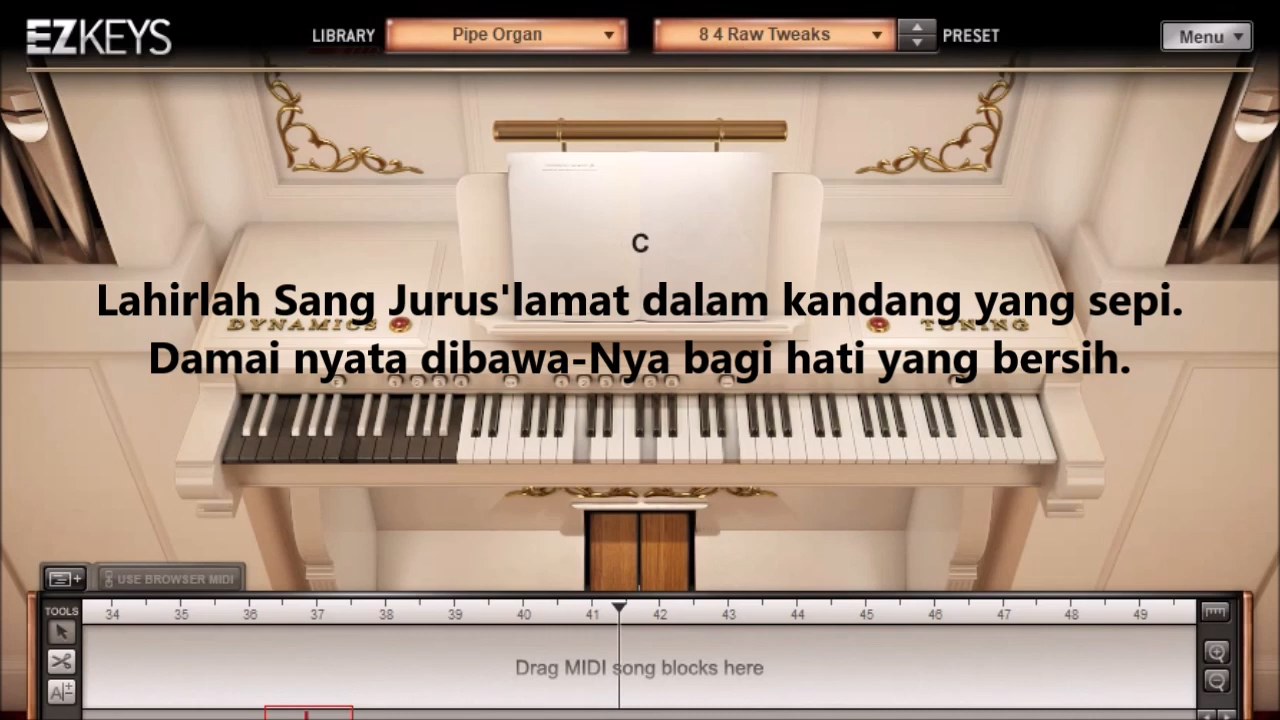 EZKEYS
LIBRARY Pipe Organ 8 4 Raw Tweaks PRESET Menu
C
Lahirlah Sang Jurus'lamat dalam kandang yang sepi.
DYNAMICS TUNING
Damai nyata dibawa-Nya bagi hati yang bersih.
USE BROWSER MIDI
TOOLS 34 35 36 37 38 39 40 41 42 43 44 45 46 47 48 49
Drag MIDI song blocks here
A